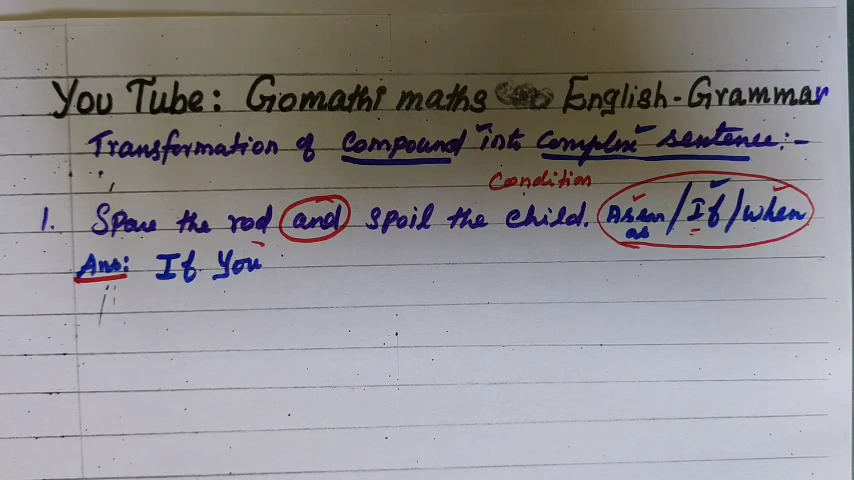 You Tube: Gomathi maths English-Grammar
Transformation of Compound into Complex sentence:-
Condition
1. Spare the rod and spoil the child. As soon as / If / when
Ans: If You